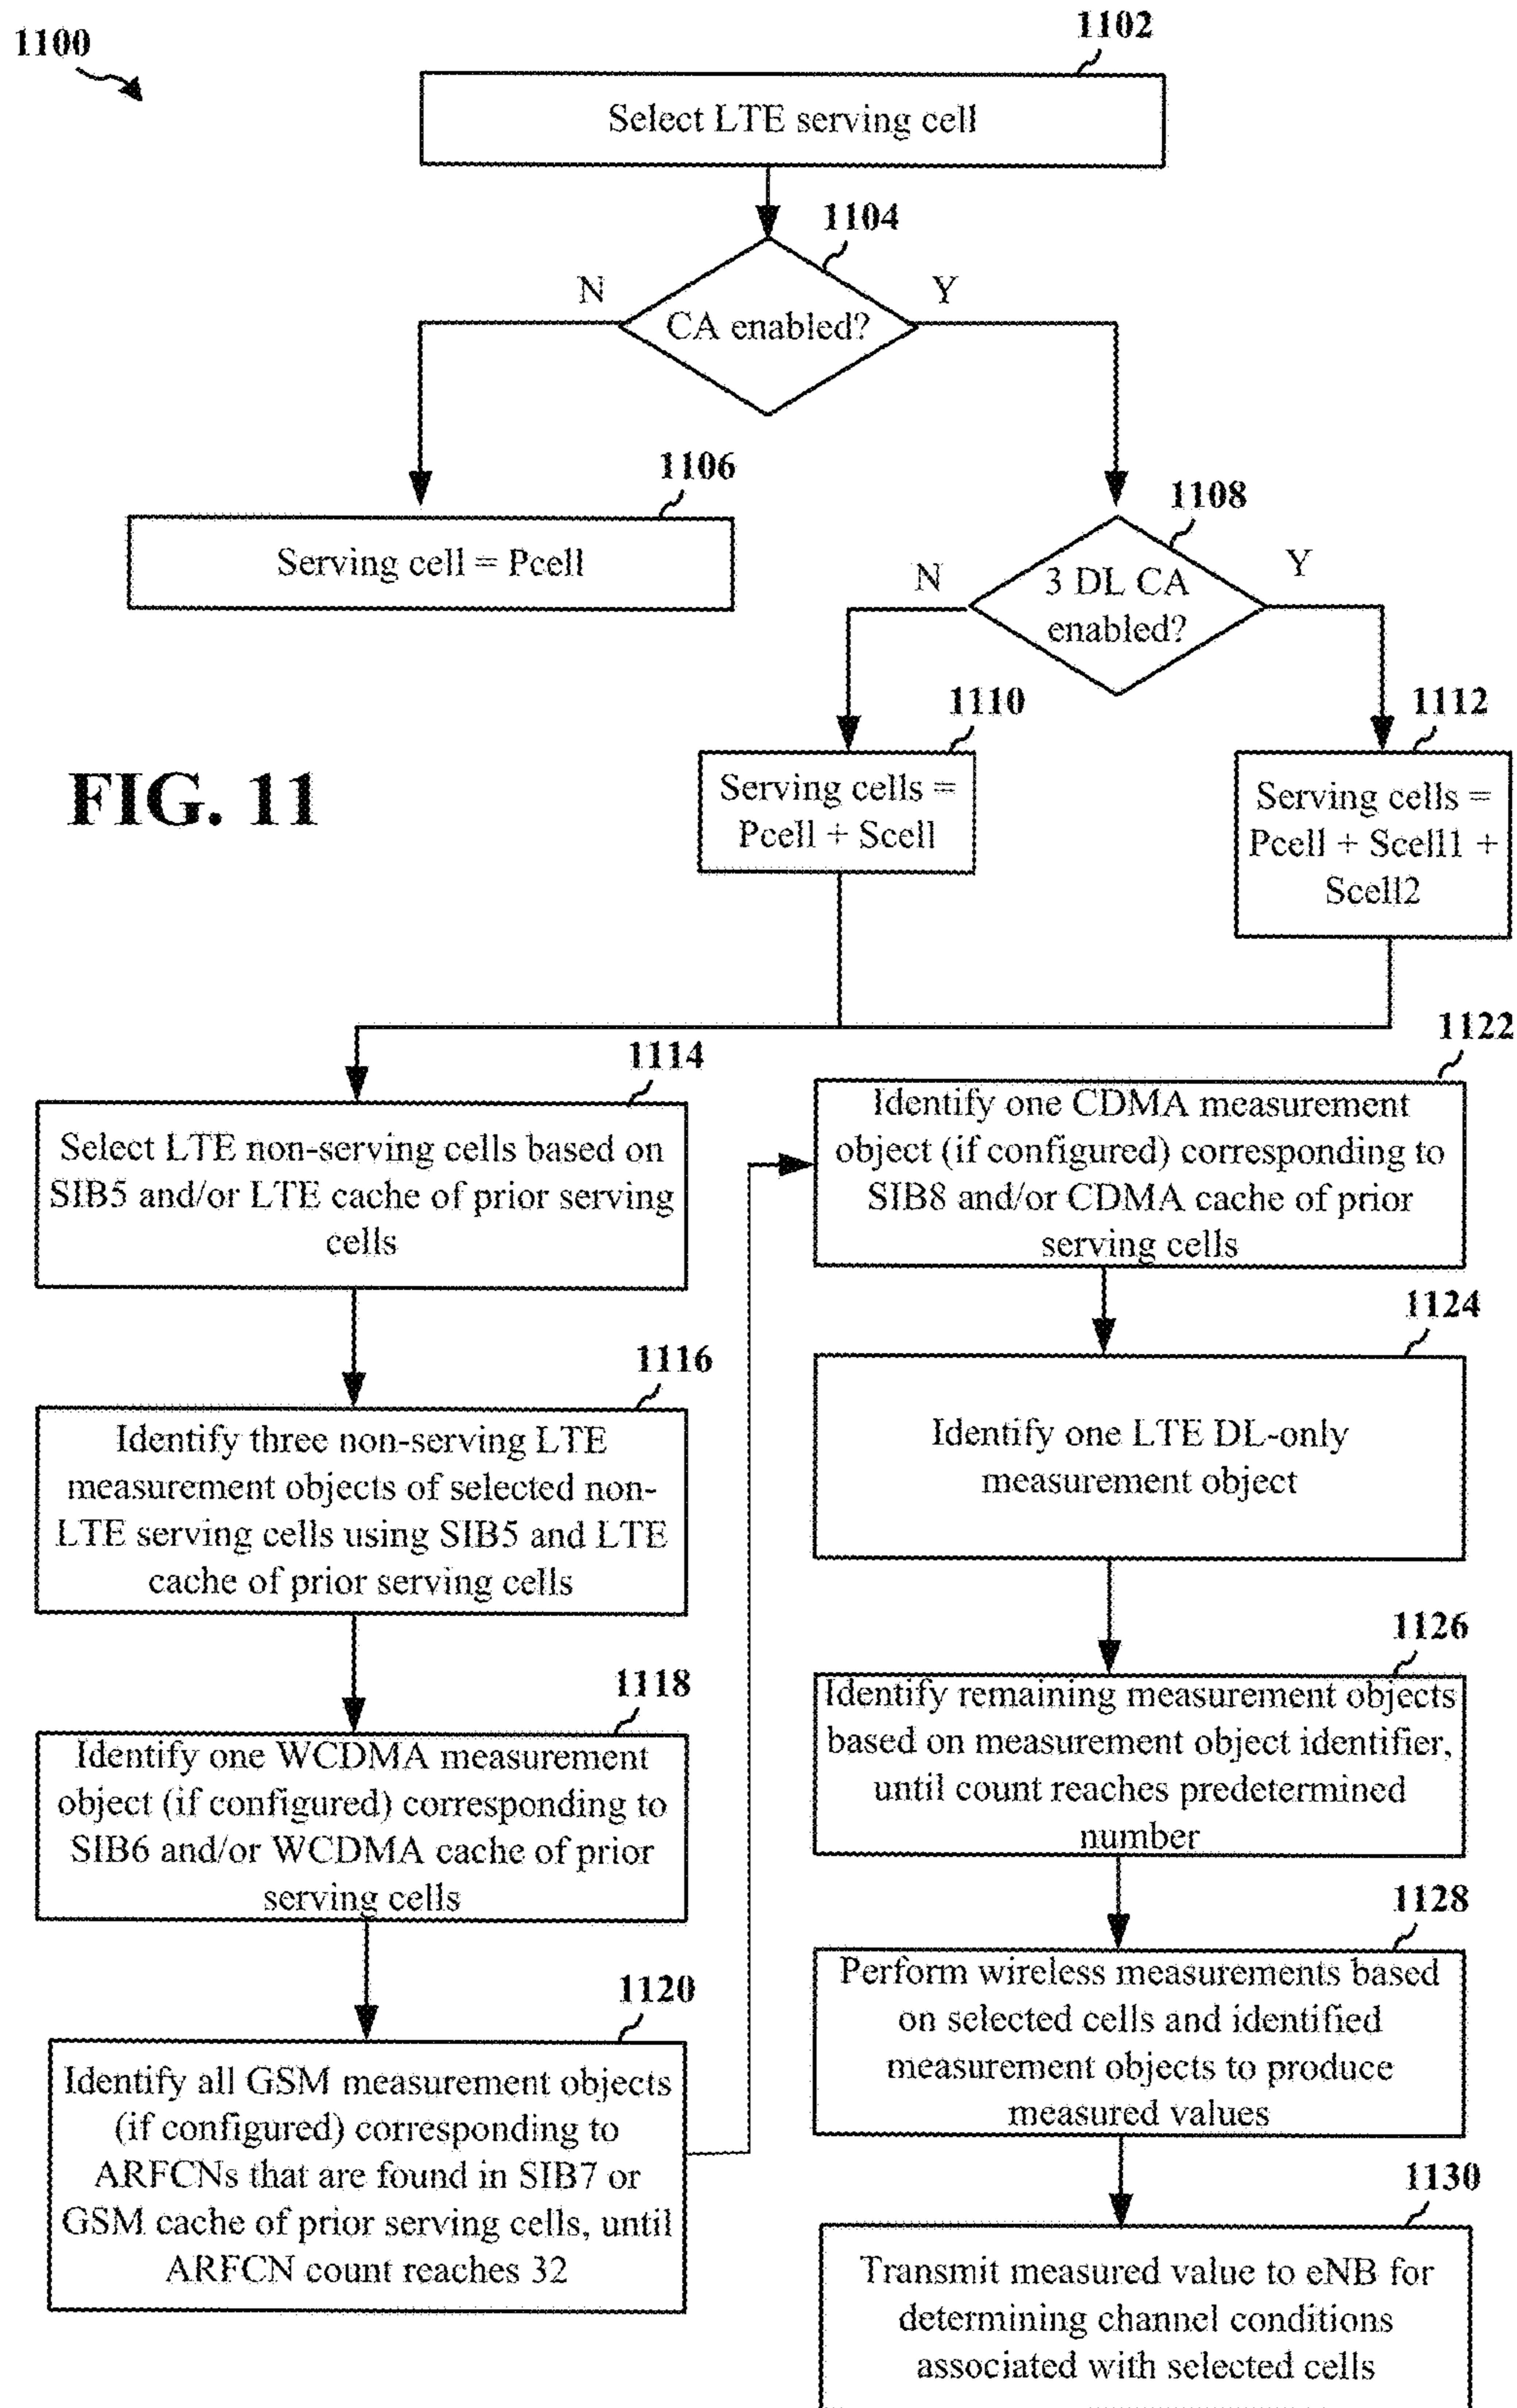 1100
1102
Select LTE serving cell
1104
N
Y
CA enabled?
1106
Serving cell = Pcell
1108
N
Y
3 DL CA
enabled?
1110
Serving cells =
Pcell + Scell
1112
Serving cells =
Pcell + Scell1 +
Scell2
FIG. 11
1114
Select LTE non-serving cells based on
SIB5 and/or LTE cache of prior serving
cells
1116
Identify three non-serving LTE
measurement objects of selected non-
LTE serving cells using SIB5 and LTE
cache of prior serving cells
1118
Identify one WCDMA measurement
object (if configured) corresponding to
SIB6 and/or WCDMA cache of prior
serving cells
1120
Identify all GSM measurement objects
(if configured) corresponding to
ARFCNs that are found in SIB7 or
GSM cache of prior serving cells, until
ARFCN count reaches 32
1122
Identify one CDMA measurement
object (if configured) corresponding to
SIB8 and/or CDMA cache of prior
serving cells
1124
Identify one LTE DL-only
measurement object
1126
Identify remaining measurement objects
based on measurement object identifier,
until count reaches predetermined
number
1128
Perform wireless measurements based
on selected cells and identified
measurement objects to produce
measured values
1130
Transmit measured value to eNB for
determining channel conditions
associated with selected cells